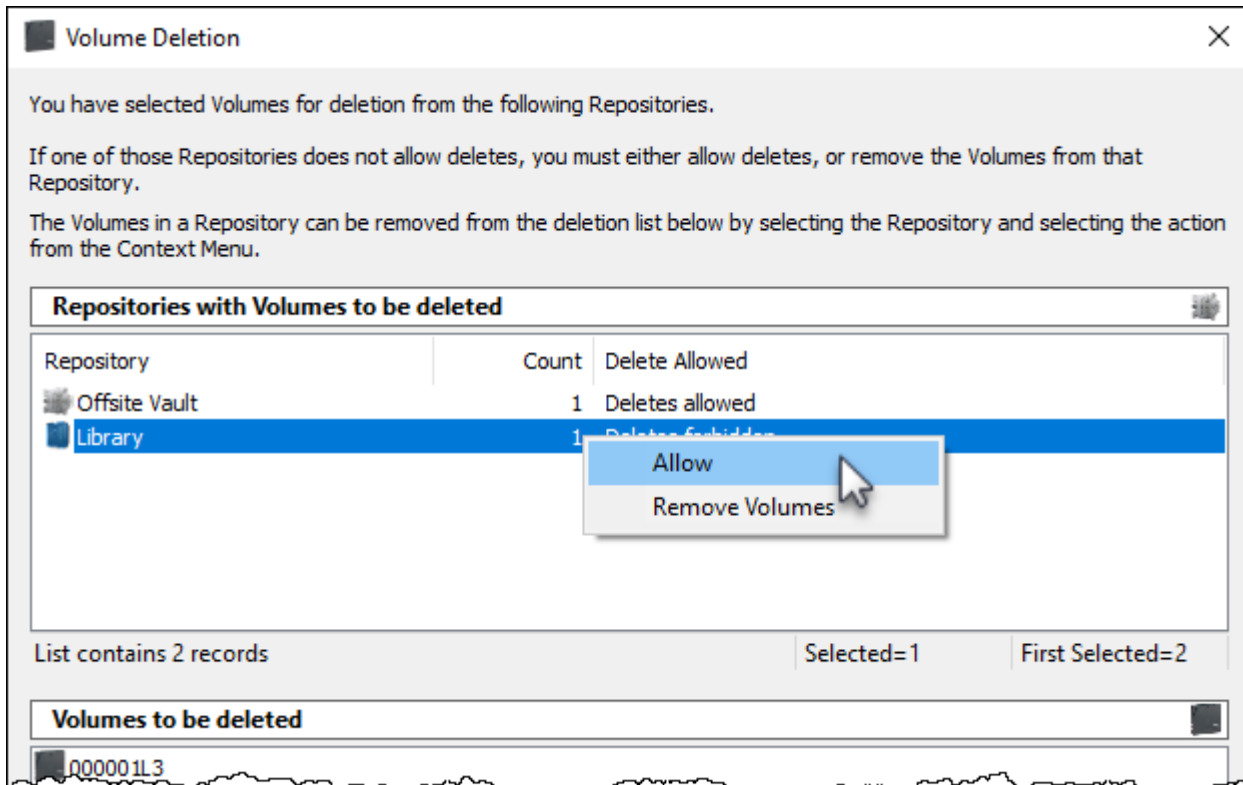 Volume Deletion
You have selected Volumes for deletion from the following Repositories.
If one of those Repositories does not allow deletes, you must either allow deletes, or remove the Volumes from that
Repository.
The Volumes in a Repository can be removed from the deletion list below by selecting the Repository and selecting the action
from the Context Menu.
Repositories with Volumes to be deleted
Repository Count Delete Allowed
Offsite Vault 1 Deletes allowed
Library 1 Deletes forbidden
Allow
Remove Volumes
List contains 2 records Selected=1 First Selected=2
Volumes to be deleted
000001L3